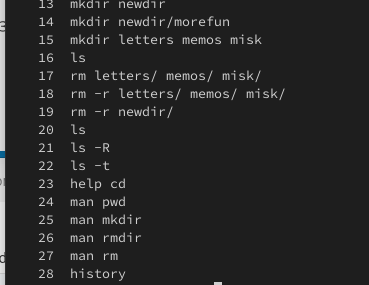 13 mkdir newdir
14 mkdir newdir/morefun
15 mkdir letters memos misk
16 ls
17 rm letters/ memos/ misk/
18 rm -r letters/ memos/ misk/
19 rm -r newdir/
20 ls
21 ls -R
22 ls -t
23 help cd
24 man pwd
25 man mkdir
26 man rmdir
27 man rm
28 history